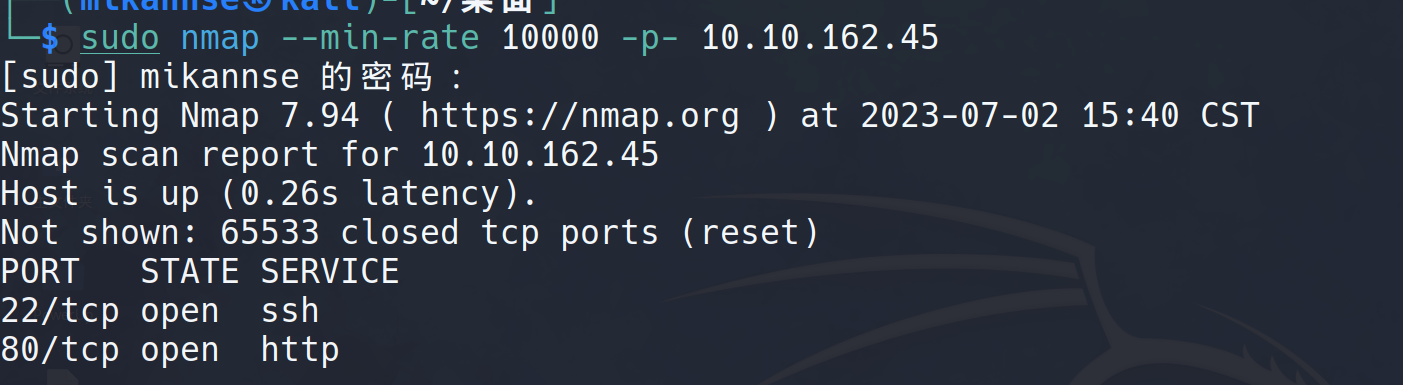 (mikannse㉿kali)-[~/桌面]
└─$ sudo nmap --min-rate 10000 -p- 10.10.162.45
[sudo] mikannse 的密码：
Starting Nmap 7.94 ( https://nmap.org ) at 2023-07-02 15:40 CST
Nmap scan report for 10.10.162.45
Host is up (0.26s latency).
Not shown: 65533 closed tcp ports (reset)
PORT   STATE SERVICE
22/tcp open  ssh
80/tcp open  http